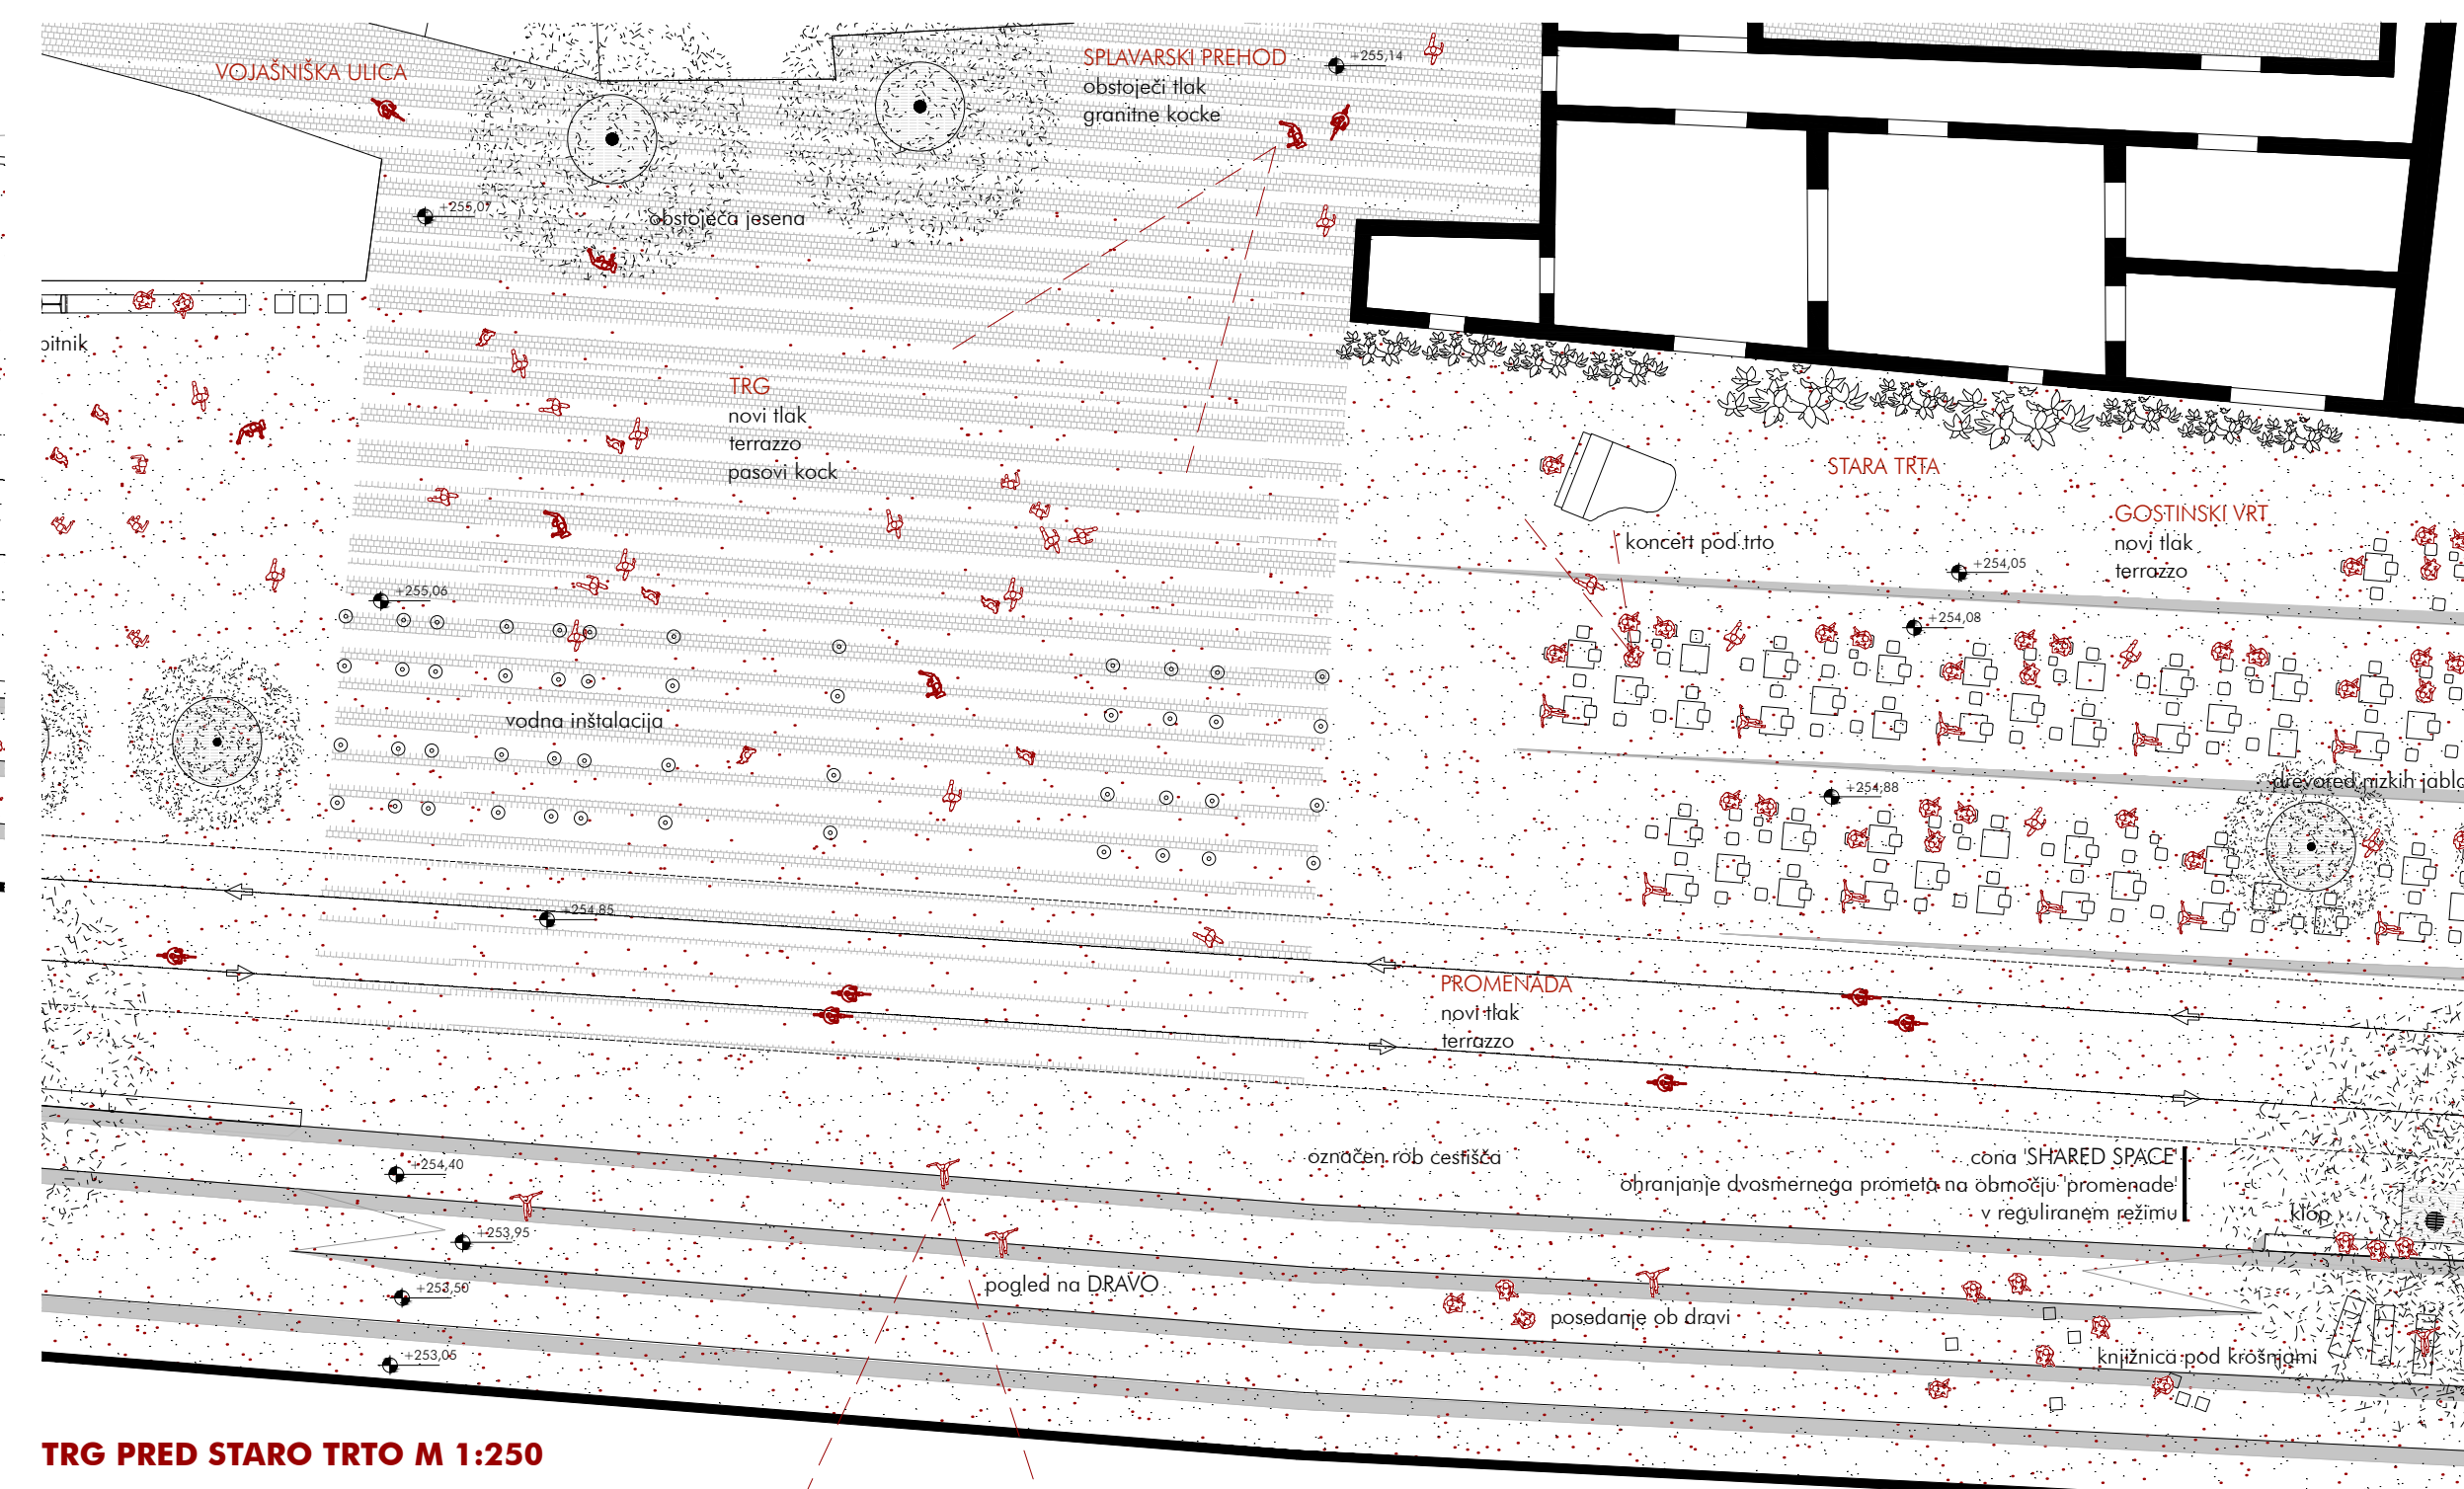 VOJAŠNIŠKA ULICA
SPLAVARSKI PREHOD
obstoječi tlak
granitne kocke
+255,14
+255,07
obstoječa jesena
pitnik
TRG
novi tlak
terrazzo
pasovi kock
STARA TRTA
GOSTINSKI VRT
novi tlak
terrazzo
koncert pod trto
+254,05
+255,06
+254,08
vodna inštalacija
drevored nizkih jabla
+254,88
+254,85
PROMENADA
novi tlak
terrazzo
označen rob cestišča
cona 'SHARED SPACE'
ohranjanje dvosmernega prometa na območju 'promenade'
v reguliranem režimu
+254,40
klop
+253,95
pogled na DRAVO
+253,50
posedanje ob dravi
+253,05
knjižnica pod krošnjami
TRG PRED STARO TRTO M 1:250